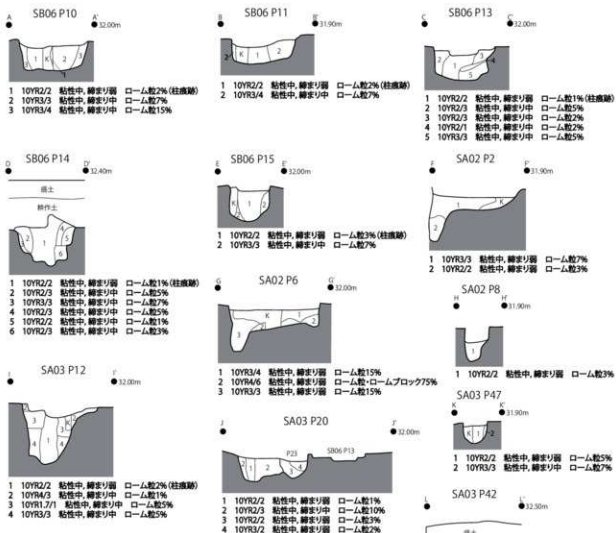 SB06 P10
A A' 32.00m
1 10YR2/2 粘性中,締まり弱 ローム粒2%(柱痕跡)
2 10YR3/3 粘性中,締まり中 ローム粒7%
3 10YR3/4 粘性中,締まり弱 ローム粒15%
SB06 P11
B' 31.90m
1 10YR2/2 粘性中,締まり弱 ローム粒2%(柱痕跡)
2 10YR3/4 粘性中,締まり中 ローム粒7%
SB06 P13
C C' 32.00m
1 10YR2/2 粘性中,締まり弱 ローム粒1%(柱痕跡)
2 10YR2/3 粘性中,締まり中 ローム粒5%
3 10YR2/3 粘性中,締まり中 ローム粒2%
4 10YR2/1 粘性中,締まり中 ローム粒2%
5 10YR3/3 粘性中,締まり中 ローム粒5%
SB06 P14
D D' 32.40m
盛土
耕作土
1 10YR2/2 粘性中,締まり弱 ローム粒1%(柱痕跡)
2 10YR2/3 粘性中,締まり中 ローム粒5%
3 10YR3/3 粘性中,締まり中 ローム粒7%
4 10YR2/3 粘性中,締まり弱 ローム粒2%
5 10YR2/2 粘性中,締まり中 ローム粒1%
6 10YR2/3 粘性中,締まり中 ローム粒3%
SB06 P15
E E' 32.00m
1 10YR2/2 粘性中,締まり弱 ローム粒3%(柱痕跡)
2 10YR3/3 粘性中,締まり中 ローム粒7%
SA02 P2
F F' 31.90m
1 10YR3/3 粘性中,締まり弱 ローム粒7%
2 10YR2/2 粘性中,締まり弱 ローム粒3%
SA02 P6
G G' 32.00m
1 10YR3/4 粘性中,締まり弱 ローム粒15%
2 10YR4/6 粘性中,締まり弱 ローム粒・ロームブロック75%
3 10YR3/3 粘性中,締まり弱 ローム粒15%
SA02 P8
H H' 31.90m
1 10YR2/2 粘性中,締まり弱 ローム粒3%
SA03 P12
I I' 32.00m
1 10YR2/2 粘性中,締まり弱 ローム粒2%(柱痕跡)
2 10YR4/3 粘性中,締まり中 ローム粒1%
3 10YR1.7/1 粘性中,締まり中 ローム粒5%
4 10YR3/3 粘性中,締まり中 ローム粒5%
SA03 P20
J J' 32.00m
P23 SB06 P13
1 10YR2/2 粘性中,締まり弱 ローム粒1%
2 10YR2/3 粘性中,締まり中 ローム粒10%
3 10YR2/2 粘性中,締まり弱 ローム粒3%
4 10YR3/2 粘性中,締まり弱 ローム粒2%
SA03 P47
K K' 31.90m
1 10YR2/2 粘性中,締まり弱 ローム粒5%
2 10YR3/3 粘性中,締まり中 ローム粒7%
SA03 P42
L L' 32.50m